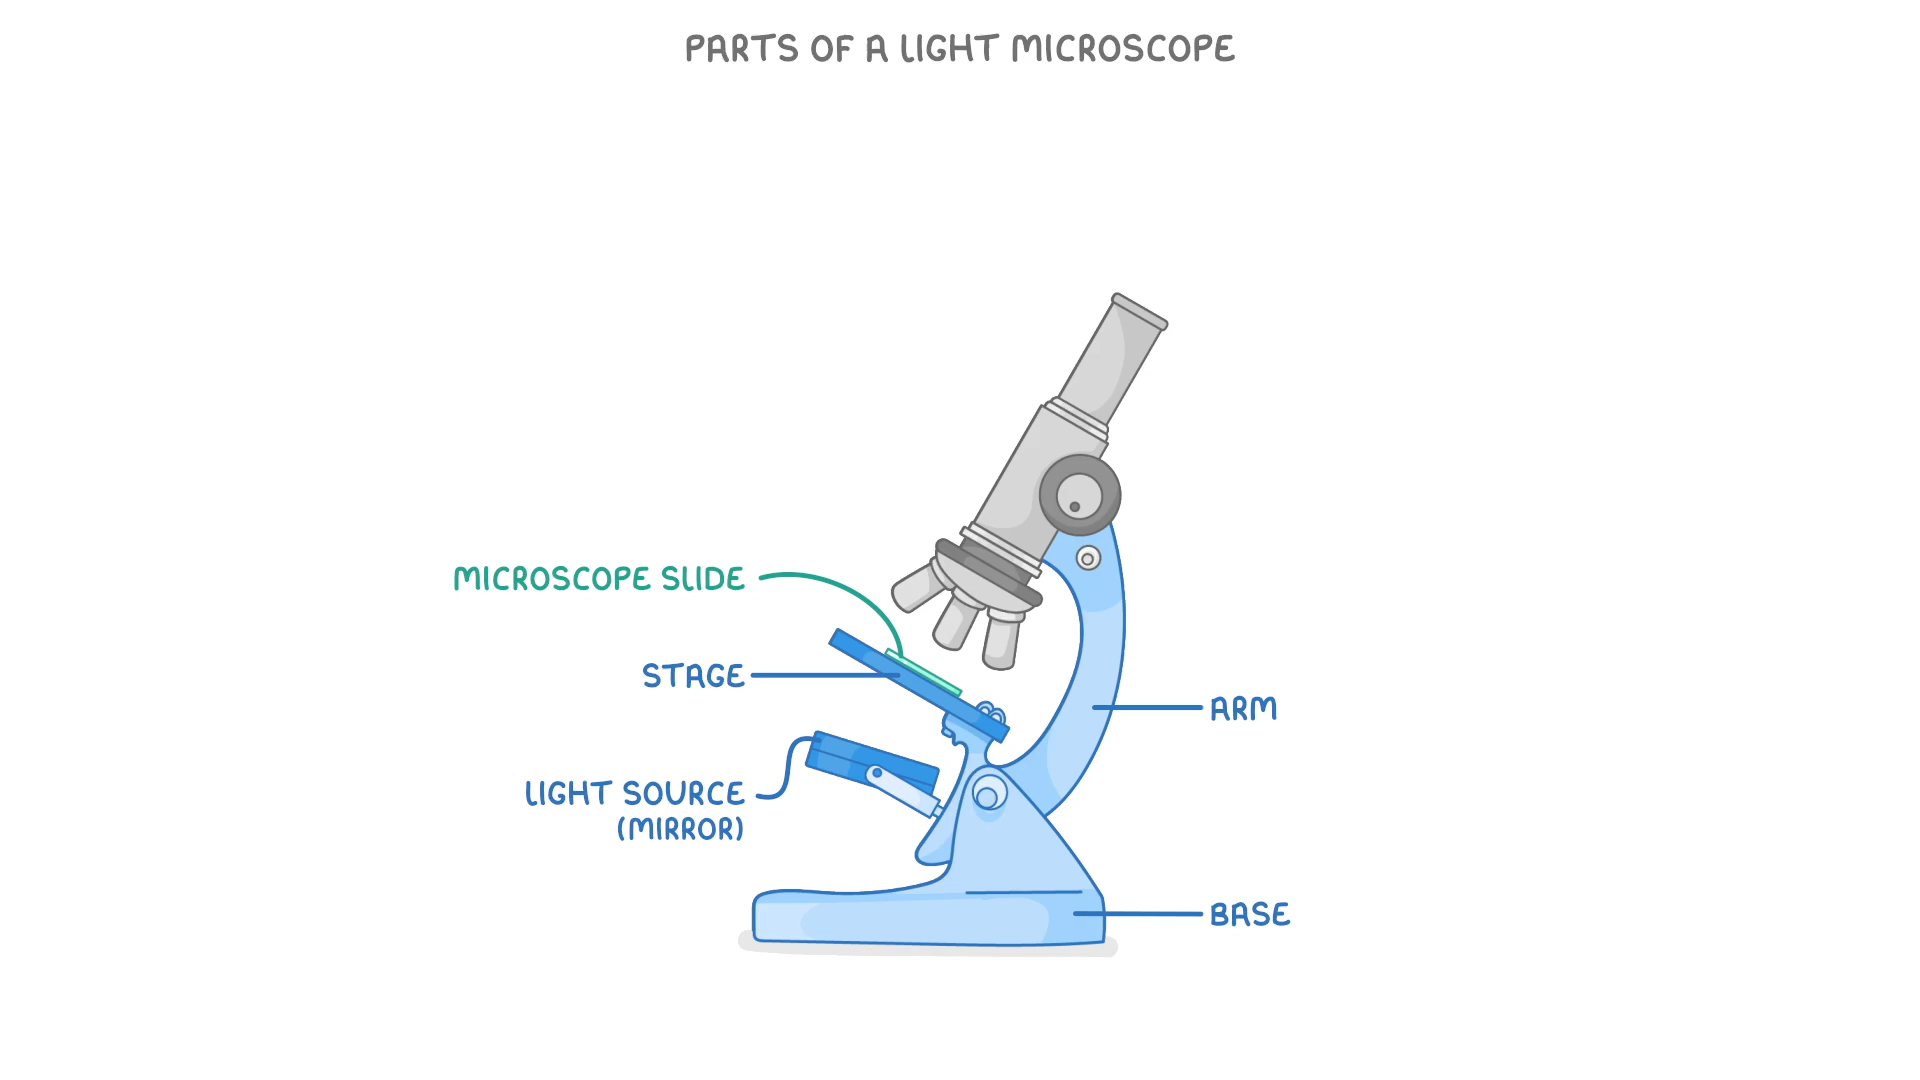 PARTS OF A LIGHT MICROSCOPE
MICROSCOPE SLIDE
STAGE
ARM
LIGHT SOURCE
(MIRROR)
BASE